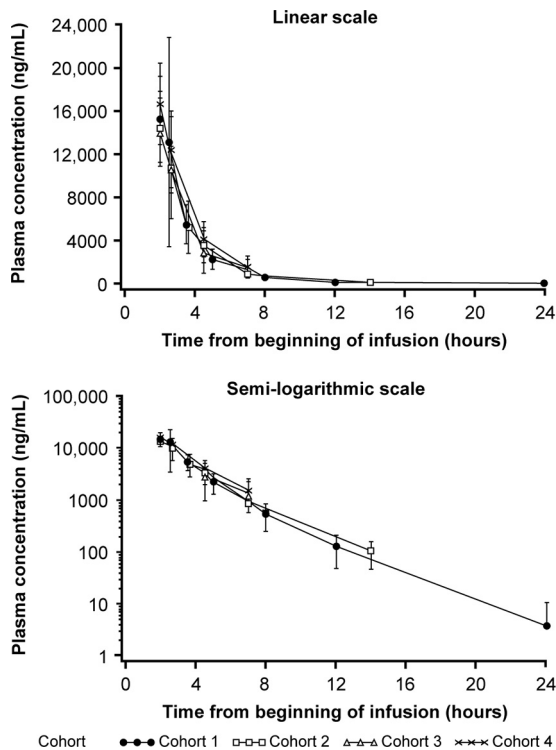 Linear scale
Plasma concentration (ng/mL)
24,000
20,000
16,000
12,000
8000
4000
0
0 4 8 12 16 20 24
Time from beginning of infusion (hours)
Semi-logarithmic scale
Plasma concentration (ng/mL)
100,000
10,000
1000
100
10
1
0 4 8 12 16 20 24
Time from beginning of infusion (hours)
Cohort Cohort 1 Cohort 2 Cohort 3 Cohort 4